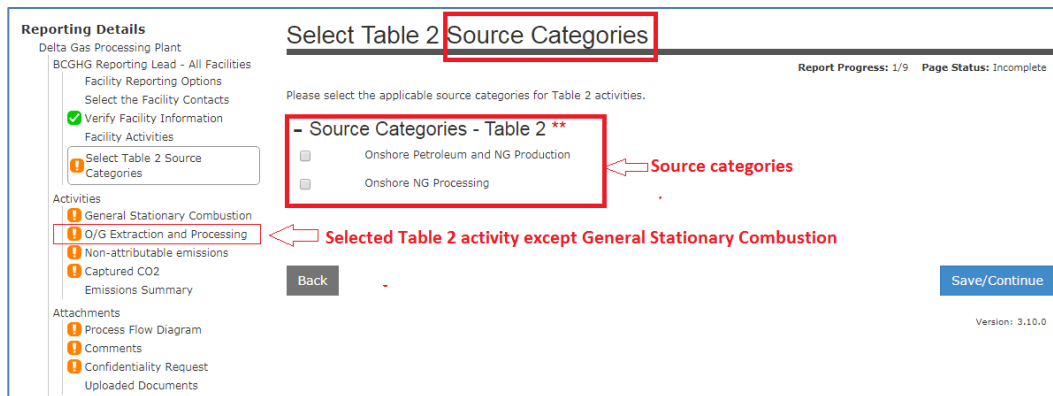 Reporting Details
Delta Gas Processing Plant
BCGHG Reporting Lead - All Facilities
Facility Reporting Options
Select the Facility Contacts
Verify Facility Information
Facility Activities
Select Table 2 Source
Categories
Activities
General Stationary Combustion
O/G Extraction and Processing
Non-attributable emissions
Captured CO2
Emissions Summary
Attachments
Process Flow Diagram
Comments
Confidentiality Request
Uploaded Documents
Select Table 2 Source Categories
Report Progress: 1/9 Page Status: Incomplete
Please select the applicable source categories for Table 2 activities.
– Source Categories - Table 2 **
Onshore Petroleum and NG Production
Onshore NG Processing
Source categories
Selected Table 2 activity except General Stationary Combustion
Back
Save/Continue
Version: 3.10.0